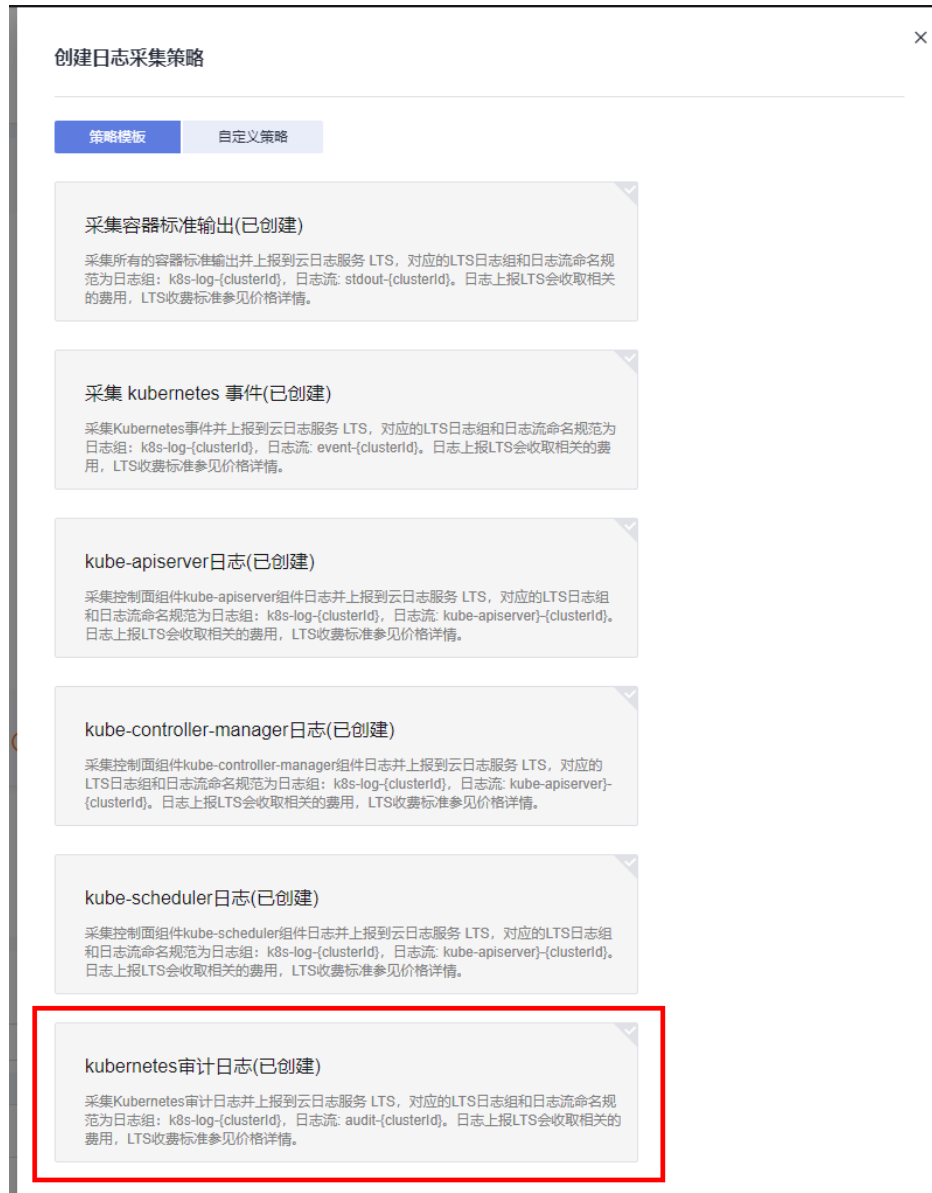 创建日志采集策略
策略模板 自定义策略
采集容器标准输出(已创建)
采集所有的容器标准输出并上报到云日志服务 LTS，对应的LTS日志组和日志流命名规
范为日志组：k8s-log-{clusterId}，日志流: stdout-{clusterId}。日志上报LTS会收取相关
的费用，LTS收费标准参见价格详情。
采集 kubernetes 事件(已创建)
采集Kubernetes事件并上报到云日志服务 LTS，对应的LTS日志组和日志流命名规范为
日志组：k8s-log-{clusterId}，日志流: event-{clusterId}。日志上报LTS会收取相关的费
用，LTS收费标准参见价格详情。
kube-apiserver日志(已创建)
采集控制面组件kube-apiserver组件日志并上报到云日志服务 LTS，对应的LTS日志组
和日志流命名规范为日志组：k8s-log-{clusterId}，日志流: kube-apiserver}-{clusterId}。
日志上报LTS会收取相关的费用，LTS收费标准参见价格详情。
kube-controller-manager日志(已创建)
采集控制面组件kube-controller-manager组件日志并上报到云日志服务 LTS，对应的
LTS日志组和日志流命名规范为日志组：k8s-log-{clusterId}，日志流: kube-apiserver}-
{clusterId}。日志上报LTS会收取相关的费用，LTS收费标准参见价格详情。
kube-scheduler日志(已创建)
采集控制面组件kube-scheduler组件日志并上报到云日志服务 LTS，对应的LTS日志组
和日志流命名规范为日志组：k8s-log-{clusterId}，日志流: kube-apiserver}-{clusterId}。
日志上报LTS会收取相关的费用，LTS收费标准参见价格详情。
kubernetes审计日志(已创建)
采集Kubernetes审计日志并上报到云日志服务 LTS，对应的LTS日志组和日志流命名规
范为日志组：k8s-log-{clusterId}，日志流: audit-{clusterId}。日志上报LTS会收取相关的
费用，LTS收费标准参见价格详情。